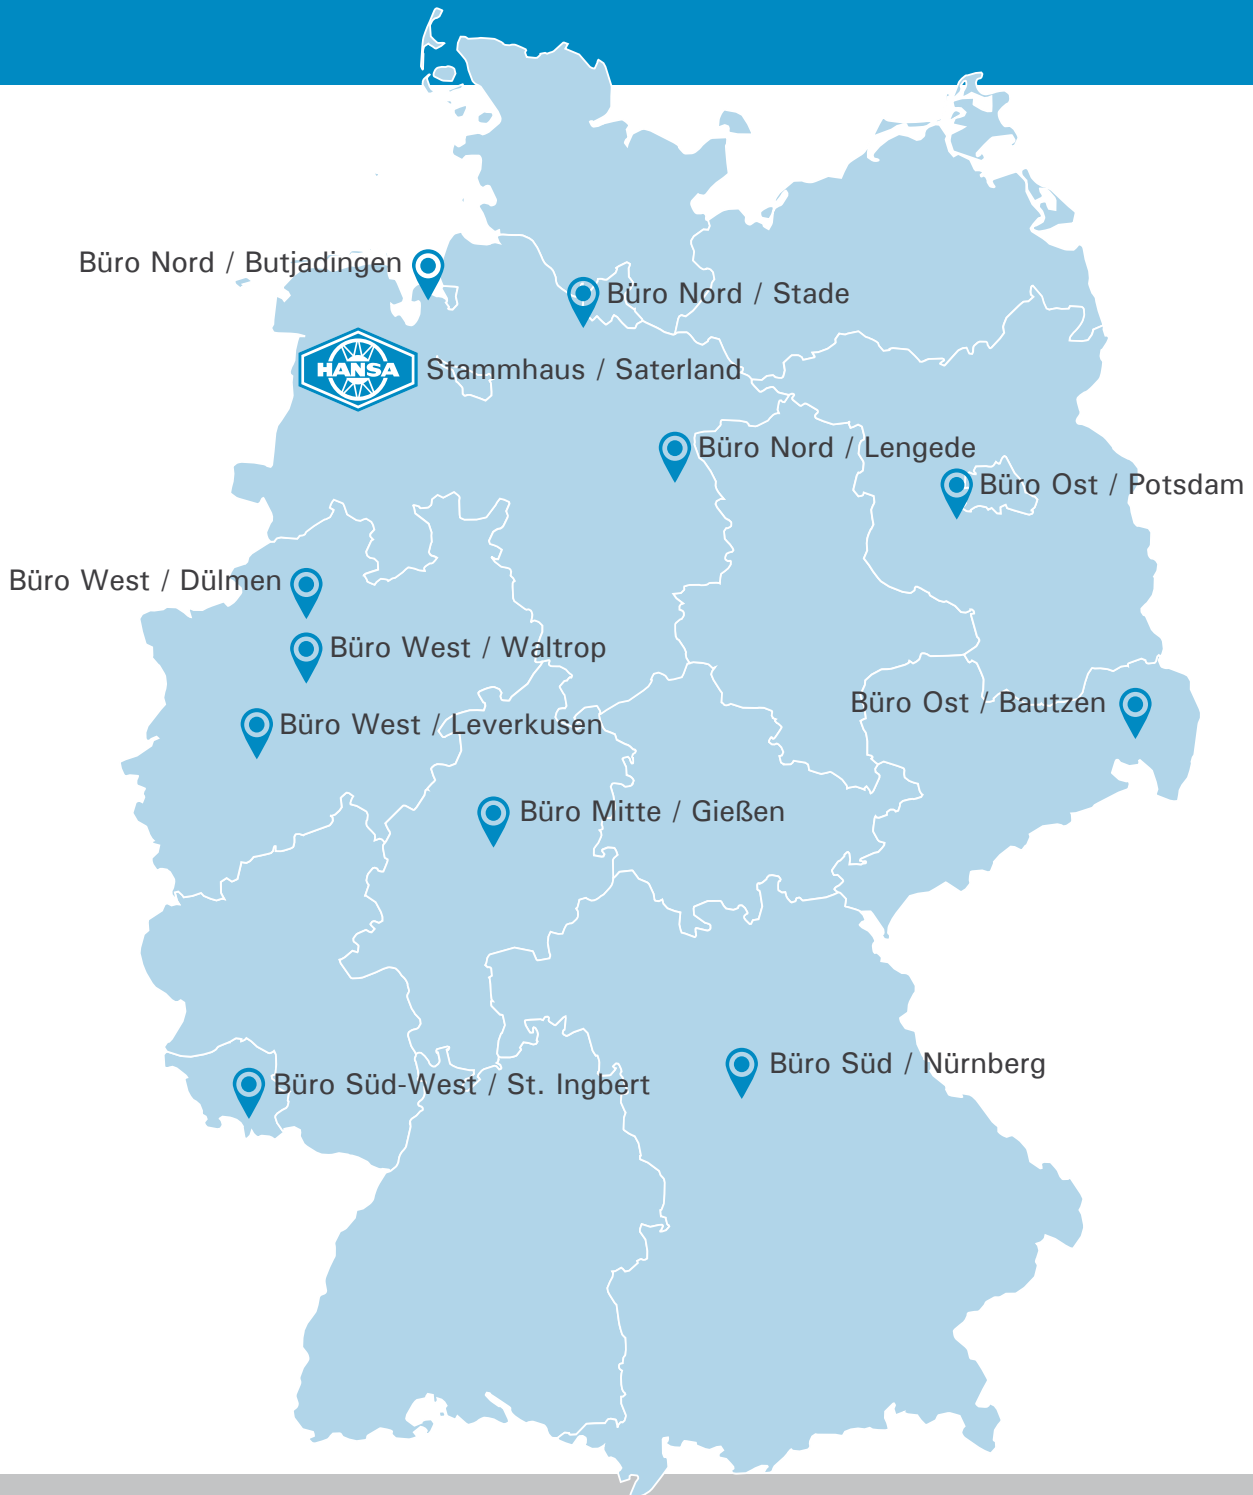 Büro Nord / Butjadingen
Büro Nord / Stade
HANSA
Stammhaus / Saterland
Büro Nord / Lengede
Büro Ost / Potsdam
Büro West / Dülmen
Büro West / Waltrop
Büro Ost / Bautzen
Büro West / Leverkusen
Büro Mitte / Gießen
Büro Süd / Nürnberg
Büro Süd-West / St. Ingbert